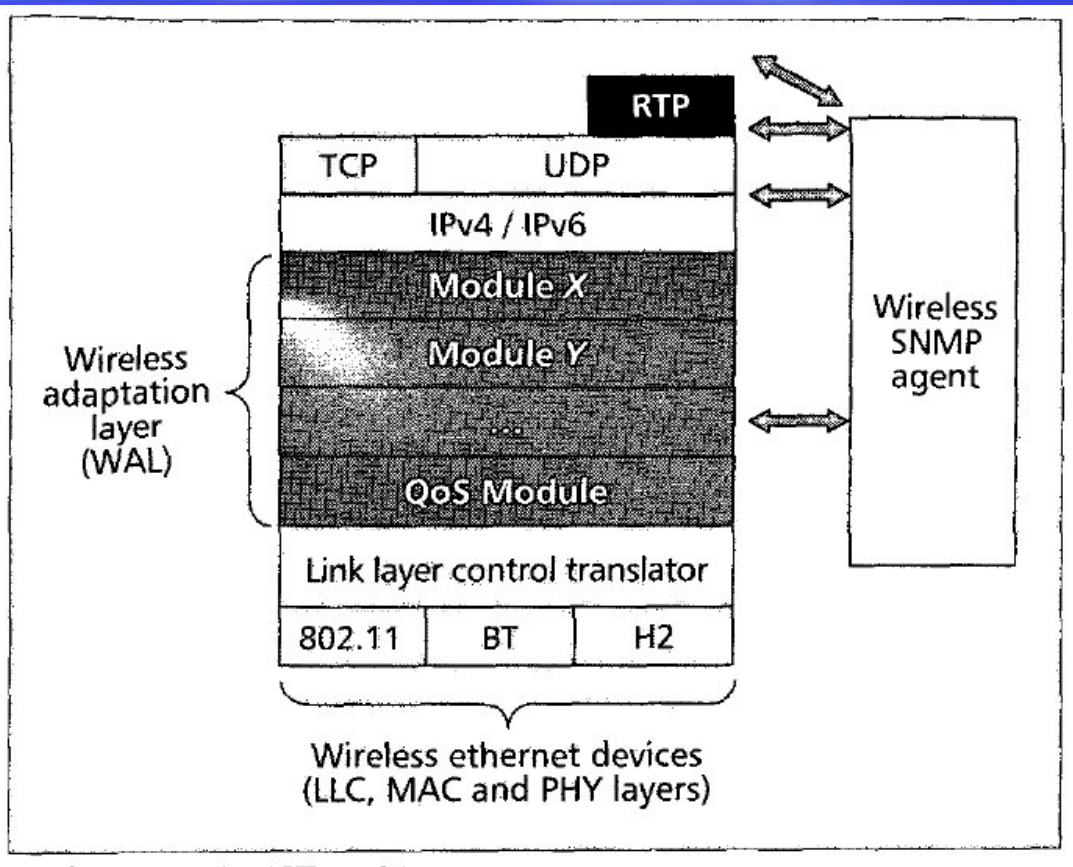 RTP
TCP
UDP
IPv4 / IPv6
Module X
Module Y
...
QoS Module
Link layer control translator
802.11
BT
H2
Wireless
adaptation
layer
(WAL)
Wireless
SNMP
agent
Wireless ethernet devices
(LLC, MAC and PHY layers)